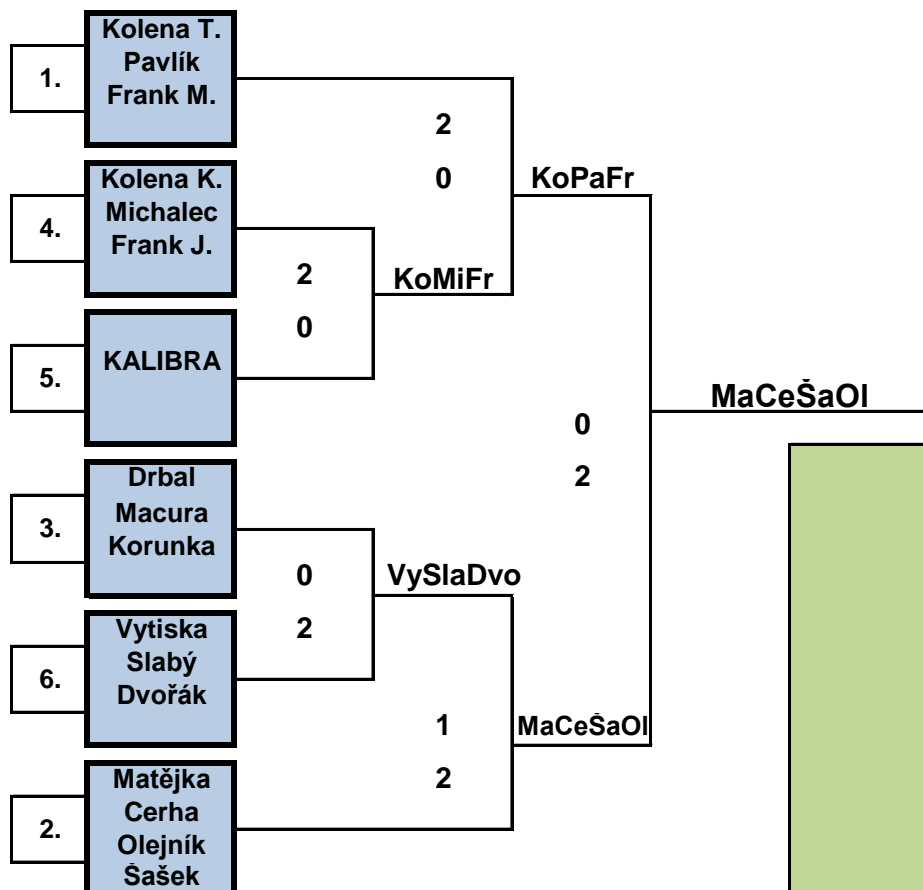 1.
Kolena T.
Pavlík
Frank M.
4.
Kolena K.
Michalec
Frank J.
5.
KALIBRA
3.
Drbal
Macura
Korunka
6.
Vytiska
Slabý
Dvořák
2.
Matějka
Cerha
Olejník
Šašek
2
0
KoMiFr
0
2
VySlaDvo
2
0
KoPaFr
1
2
MaCeŠaOl
0
2
MaCeŠaOl